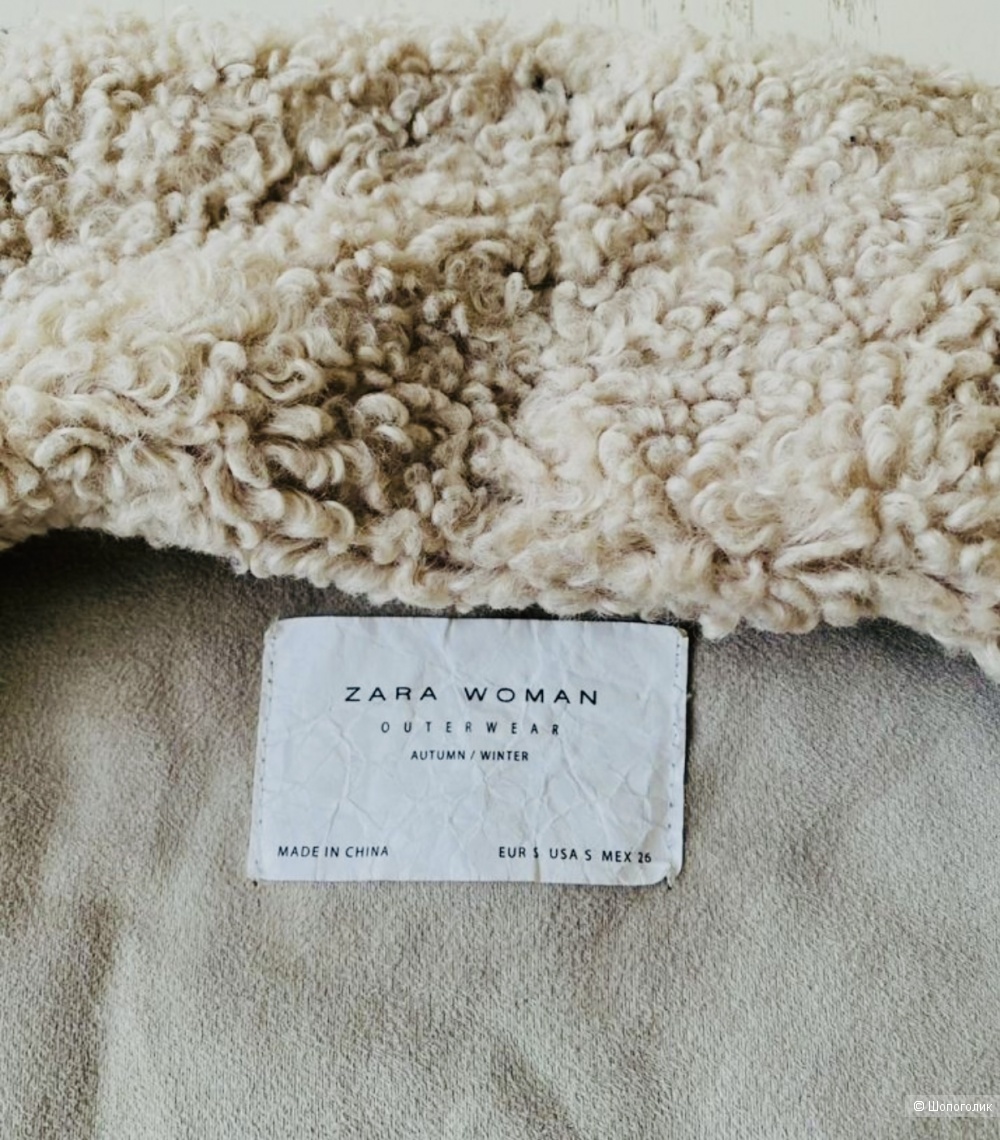 ZARA WOMAN
OUTERWEAR
AUTUMN / WINTER
MADE IN CHINA
EUR S USA S MEX 26
© Шопоголик